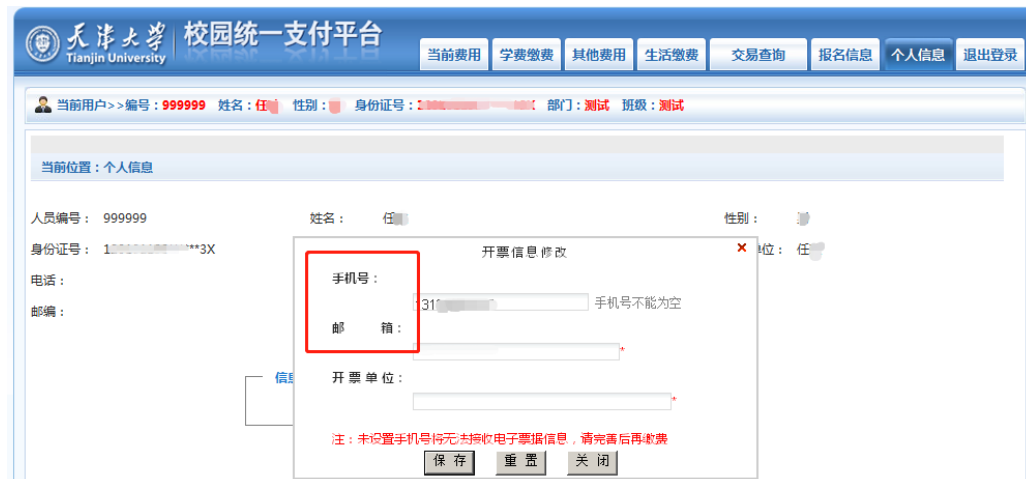 天津大学 校园统一支付平台
Tianjin University
当前费用 学费缴费 其他费用 生活缴费 交易查询 报名信息 个人信息 退出登录
当前用户>>编号：999999 姓名：任 性别： 身份证号： 部门：测试 班级：测试
当前位置：个人信息
人员编号： 999999 姓名： 任 性别：
身份证号： 1 **3X 位： 任
电话：
邮编：
信息
开票信息修改
手机号：
131 手机号不能为空
邮 箱：
*
开 票 单 位：
*
注：未设置手机号将无法接收电子票据信息，请完善后再缴费
保 存 重 置 关 闭